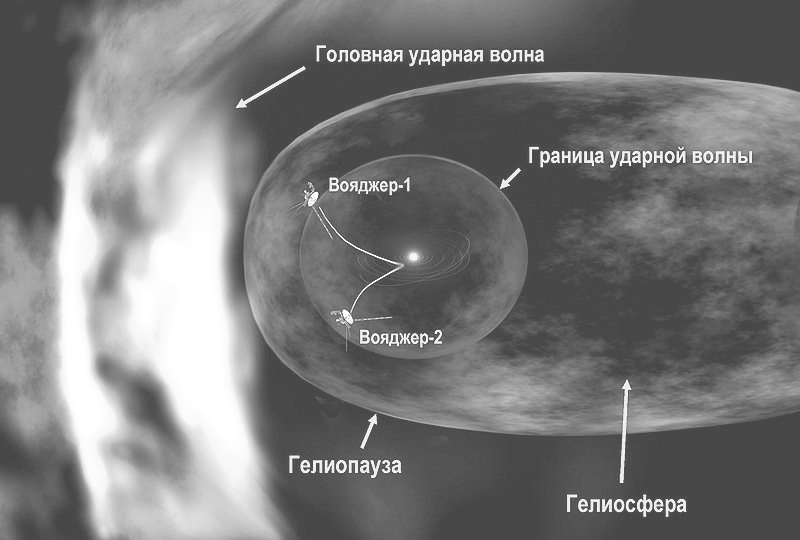 Головная ударная волна
Граница ударной волны
Вояджер-1
Вояджер-2
Гелиопауза
Гелиосфера